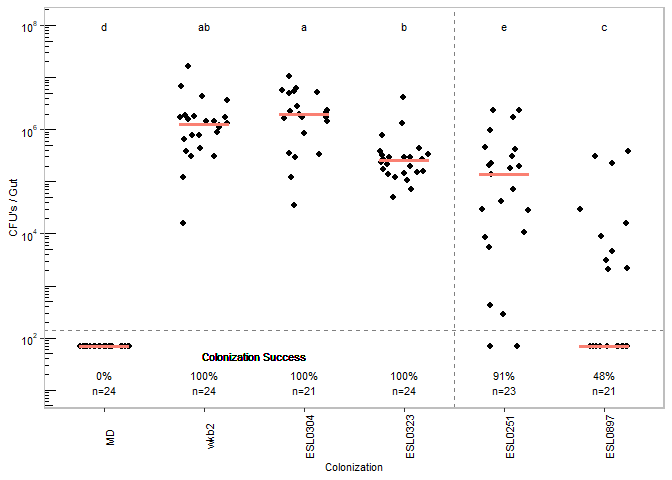 10^8
d ab a b e c
10^6
CFU's / Gut
10^4
10^2
Colonization Success
0% 100% 100% 100% 91% 48%
n=24 n=24 n=21 n=24 n=23 n=21
MD wkb2 ESL0304 ESL0323 ESL0251 ESL0897
Colonization